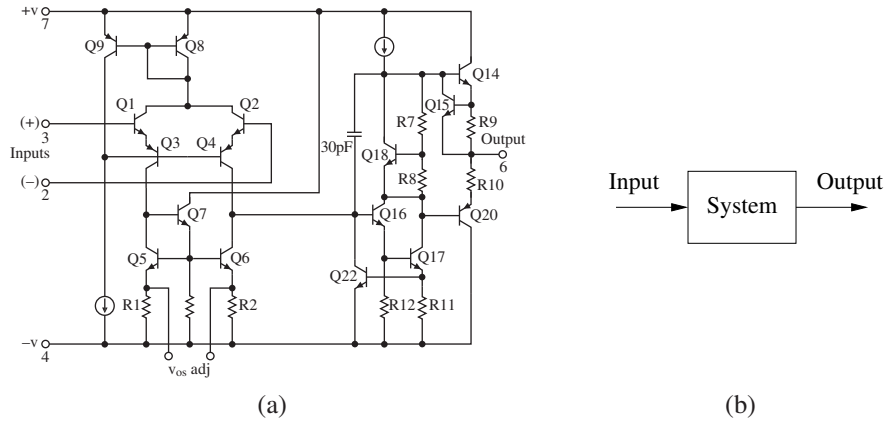 +v
7
Q9
Q8
Q14
Q1
Q2
Q15
(+)
3
R7
R9
Q3
Q4
30pF
Output
6
Inputs
Q18
(−)
2
R8
R10
Q7
Q16
Q20
Q5
Q6
Q22
Q17
R1
R2
R12
R11
−v
4
vos adj
(a)
Input
System
Output
(b)